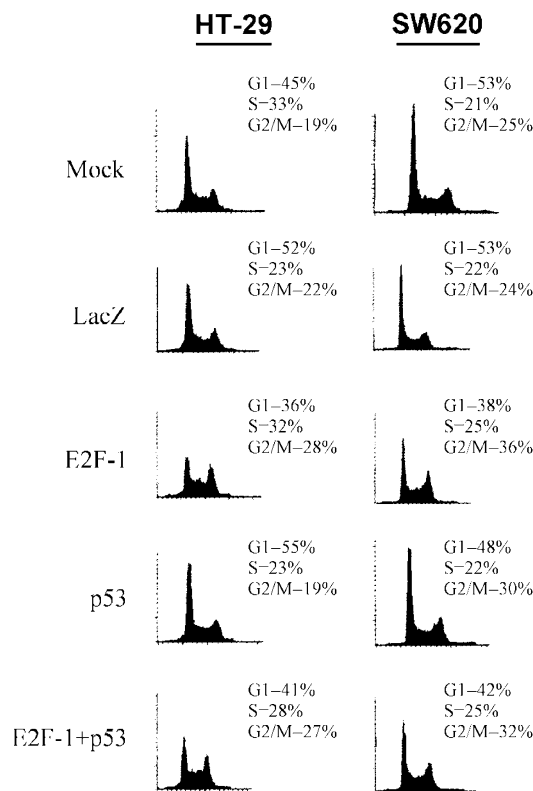 HT-29
SW620
Mock
G1–45%
S=33%
G2/M–19%
G1–53%
S=21%
G2/M–25%
LacZ
G1–52%
S=23%
G2/M–22%
G1–53%
S=22%
G2/M–24%
E2F-1
G1–36%
S=32%
G2/M–28%
G1–38%
S=25%
G2/M–36%
p53
G1–55%
S=23%
G2/M–19%
G1–48%
S=22%
G2/M–30%
E2F-1+p53
G1–41%
S=28%
G2/M–27%
G1–42%
S=25%
G2/M–32%